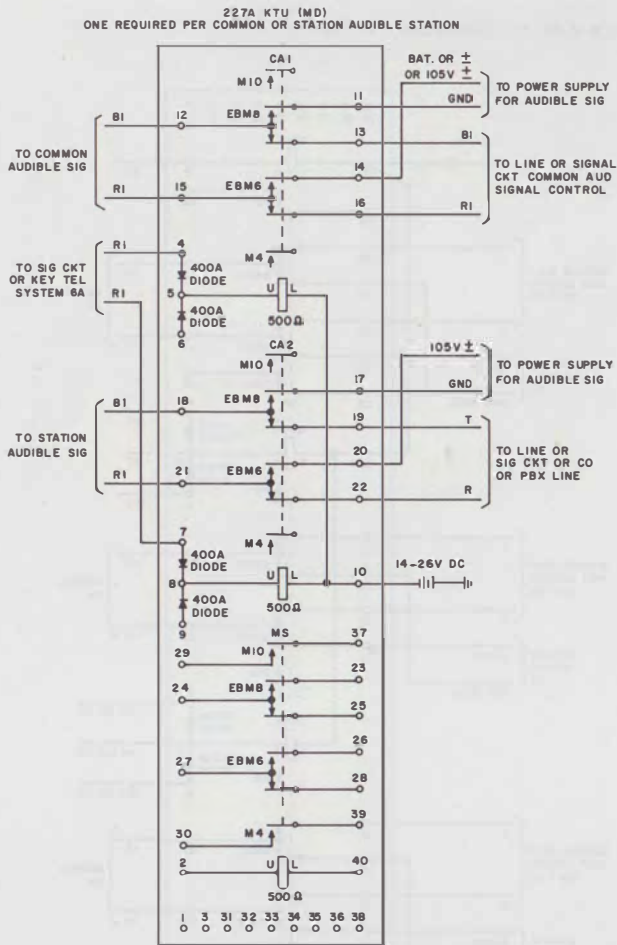 227A KTU (MD)
ONE REQUIRED PER COMMON OR STATION AUDIBLE STATION
CA1
M10
BAT. OR ±
OR 105V ±
TO POWER SUPPLY
FOR AUDIBLE SIG
11
GND
B1
12
EBM8
13
B1
TO COMMON
AUDIBLE SIG
14
TO LINE OR SIGNAL
CKT COMMON AUD
SIGNAL CONTROL
R1
15
EBM6
16
R1
R1
4
M4
TO SIG CKT
OR KEY TEL
SYSTEM 6A
400A
DIODE
5
U L
R1
400A
DIODE
500Ω
6
CA2
M10
105V ±
TO POWER SUPPLY
FOR AUDIBLE SIG
17
GND
B1
18
EBM8
19
T
TO STATION
AUDIBLE SIG
20
TO LINE OR
SIG CKT OR CO
OR PBX LINE
R1
21
EBM6
22
R
7
M4
400A
DIODE
8
U L
10
14-26V DC
400A
DIODE
500Ω
9
MS
37
29
M10
23
24
EBM8
25
26
27
EBM6
28
39
30
M4
2
U L
40
500Ω
1 3 31 32 33 34 35 36 38